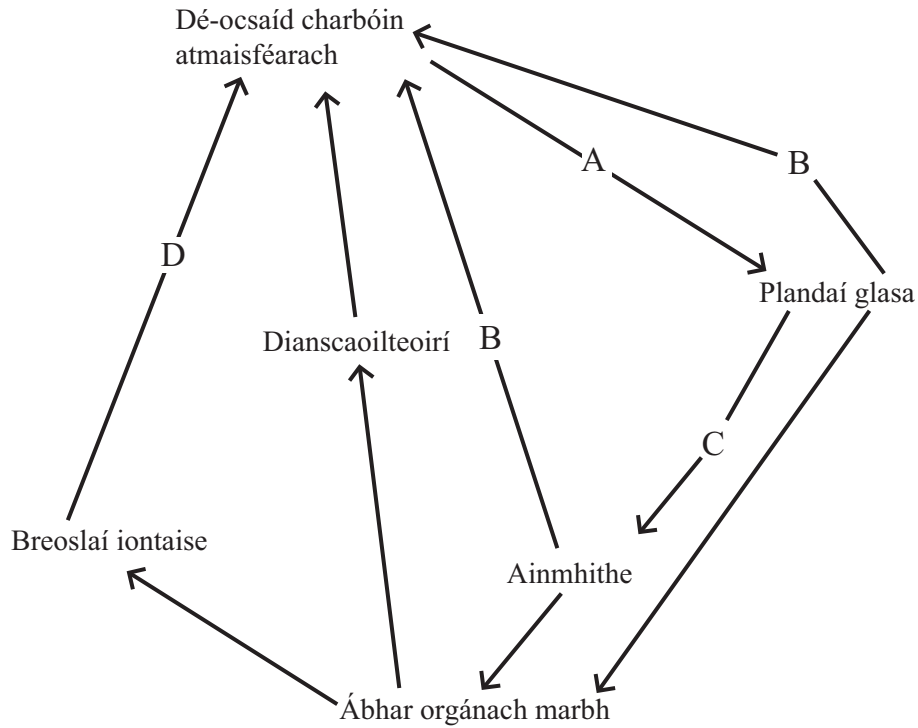 Dé-ocsaíd charbóin
atmaisféarach
A
B
D
Plandaí glasa
Dianscaoilteoirí
B
C
Breoslaí iontaise
Ainmhithe
Ábhar orgánach marbh